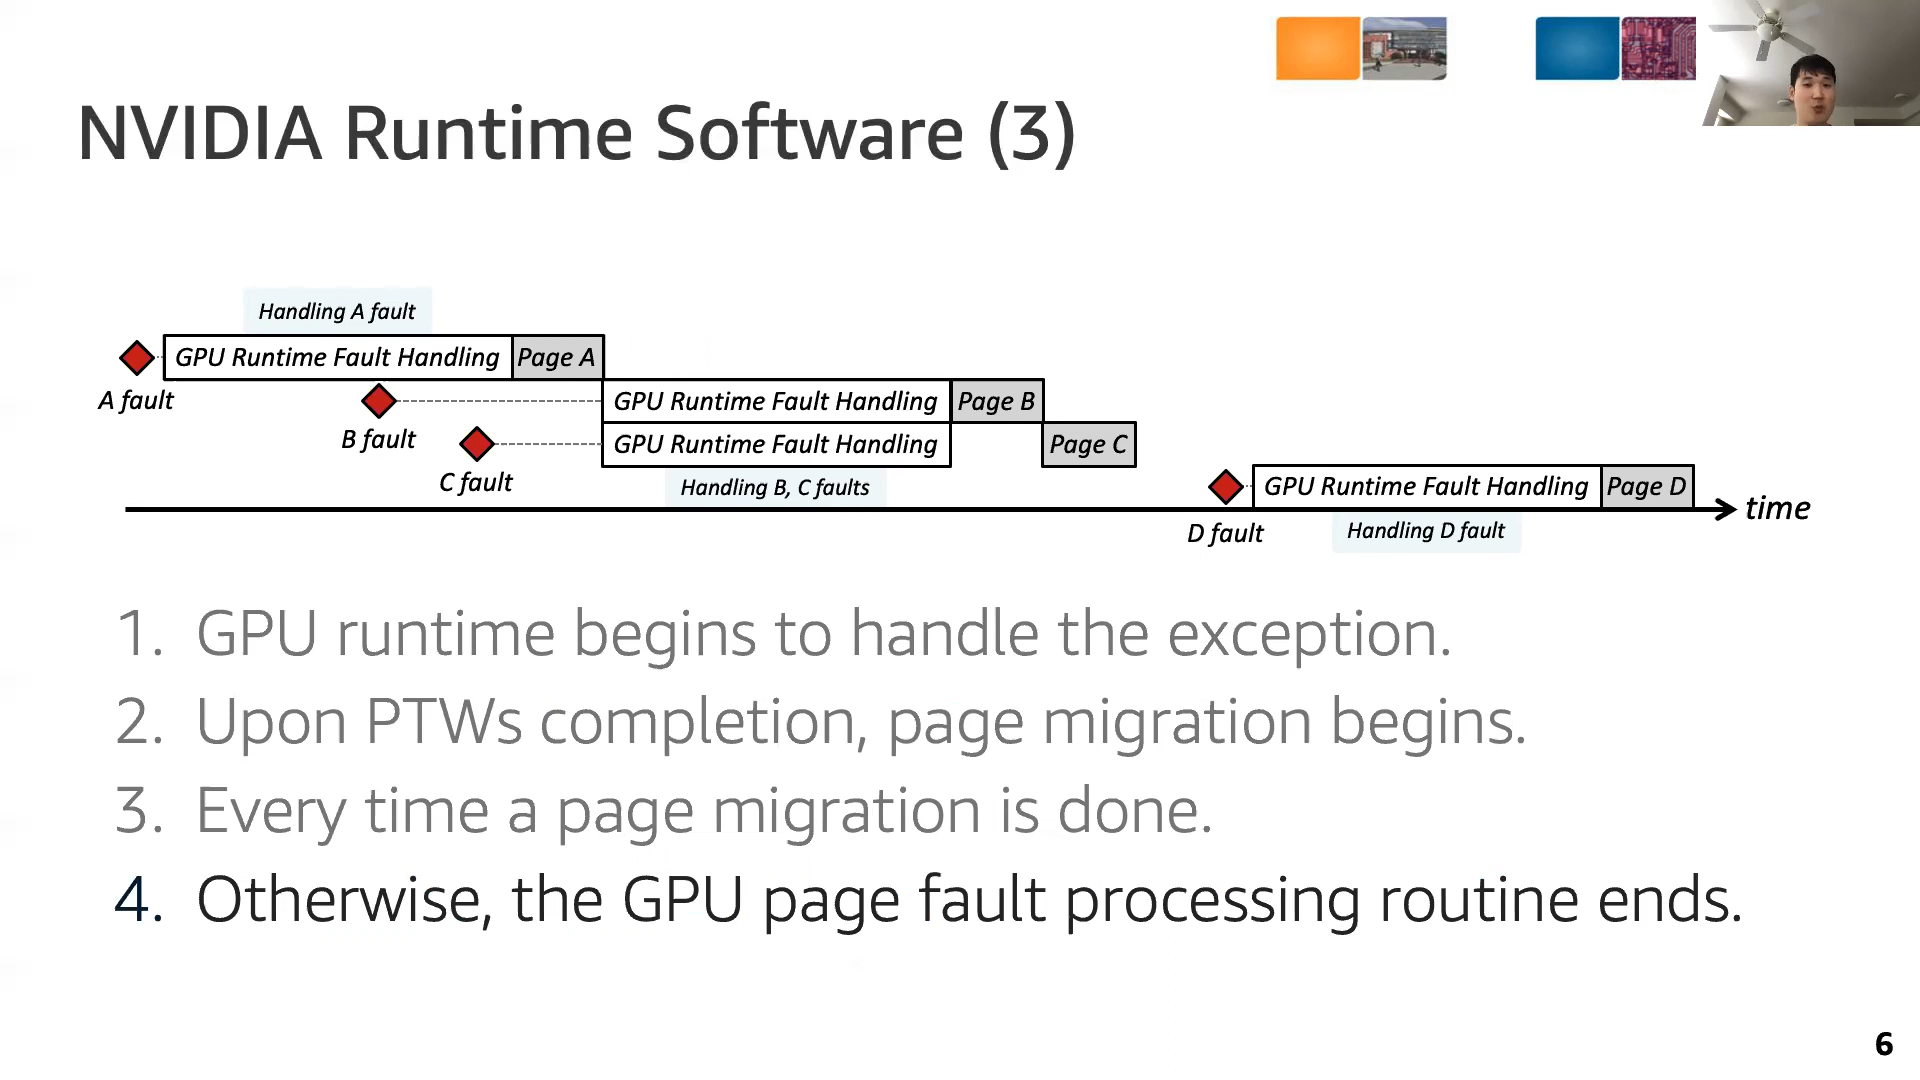 NVIDIA Runtime Software (3)
Handling A fault
GPU Runtime Fault Handling Page A
A fault
GPU Runtime Fault Handling Page B
B fault
GPU Runtime Fault Handling Page C
C fault
Handling B, C faults
GPU Runtime Fault Handling Page D
time
D fault
Handling D fault
1. GPU runtime begins to handle the exception.
2. Upon PTWs completion, page migration begins.
3. Every time a page migration is done.
4. Otherwise, the GPU page fault processing routine ends.
6